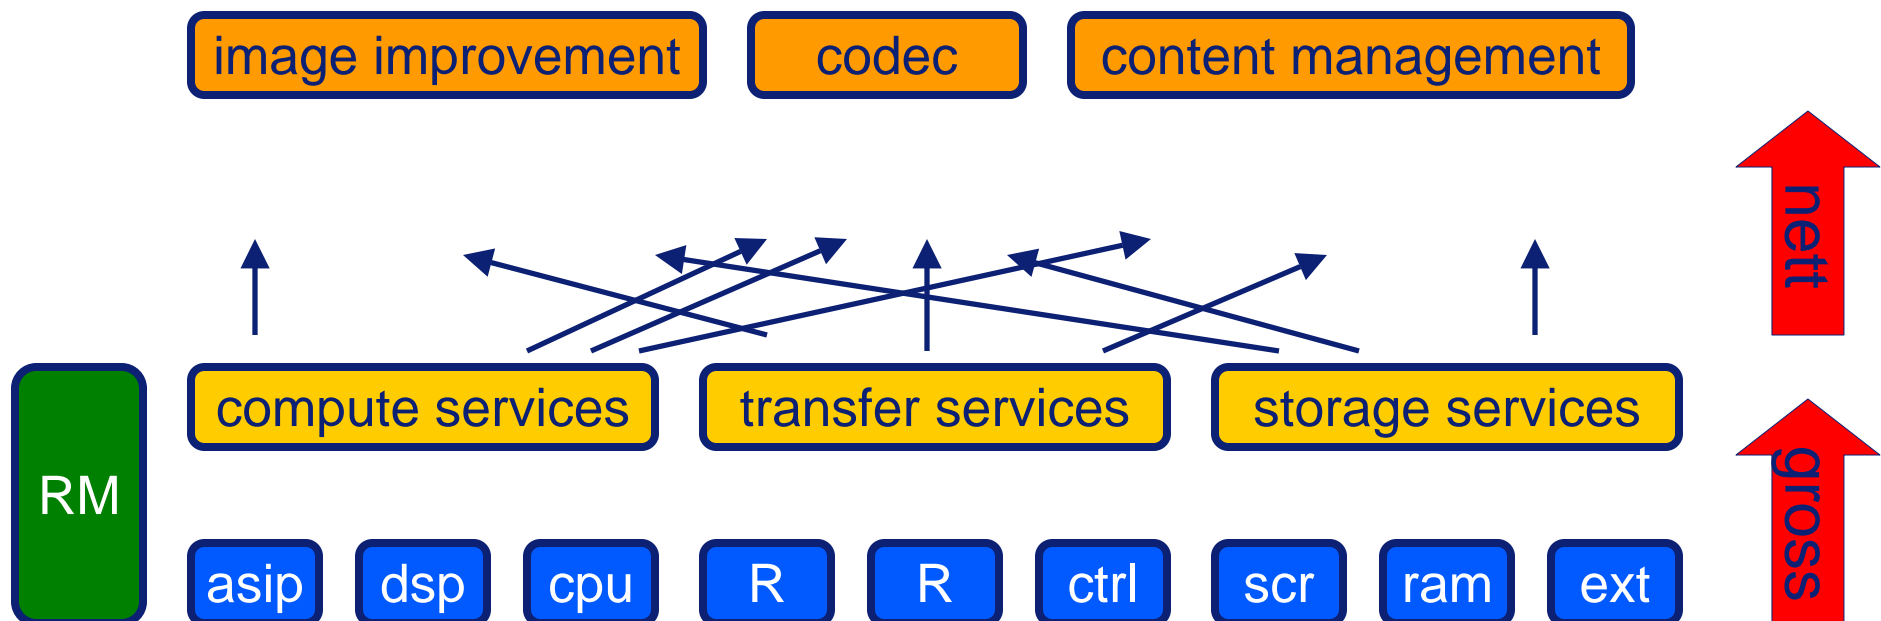 image improvement
codec
content management
nett
compute services
transfer services
storage services
RM
gross
asip
dsp
cpu
R
R
ctrl
scr
ram
ext